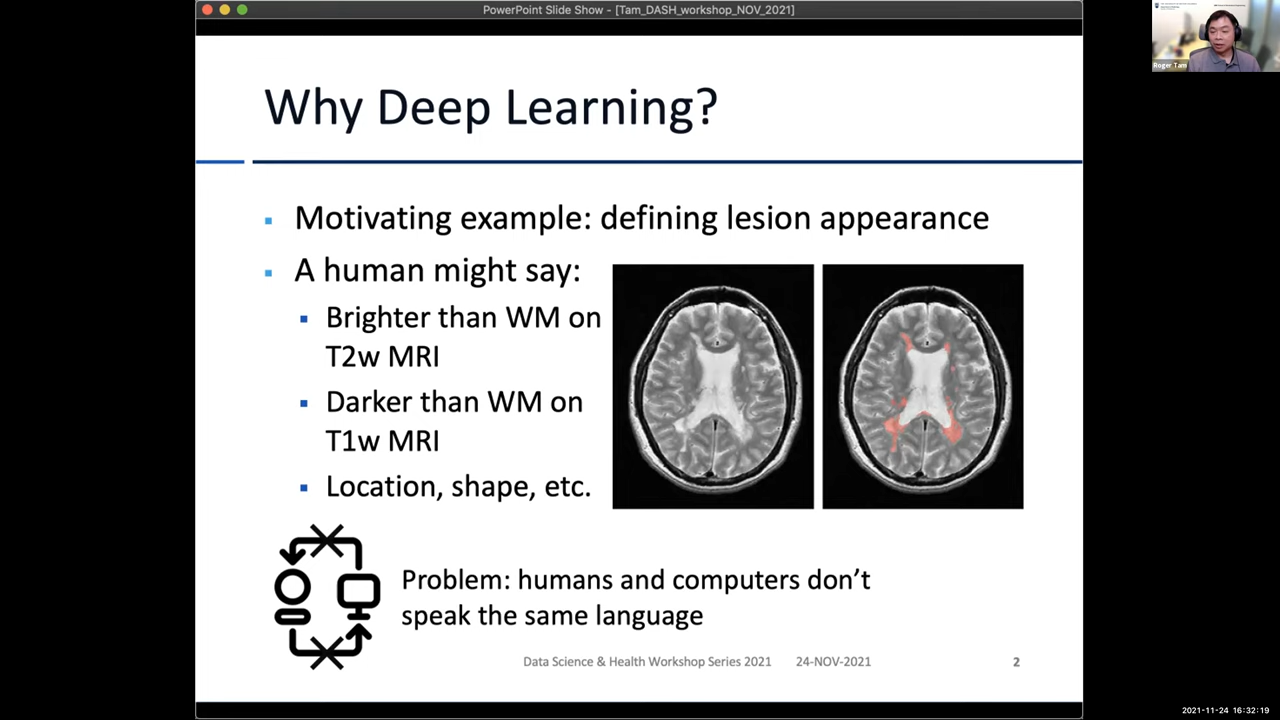 PowerPoint Slide Show - [Tam_DASH_workshop_NOV_2021]
Roger Tam
Why Deep Learning?
▪ Motivating example: defining lesion appearance
▪ A human might say:
▪ Brighter than WM on
T2w MRI
▪ Darker than WM on
T1w MRI
▪ Location, shape, etc.
Problem: humans and computers don’t
speak the same language
Data Science & Health Workshop Series 2021 24-NOV-2021 2
2021-11-24 16:32:19